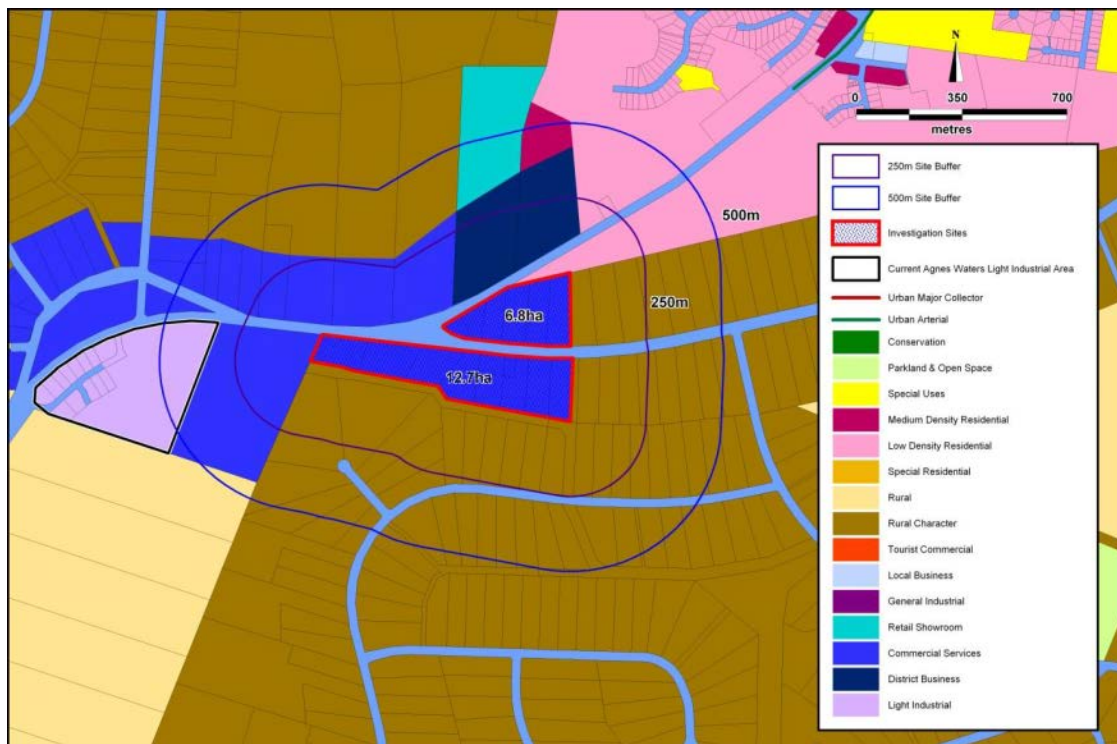 N
0 350 700
metres
250m Site Buffer
500m Site Buffer
Investigation Sites
Current Agnes Waters Light Industrial Area
Urban Major Collector
Urban Arterial
Conservation
Parkland & Open Space
Special Uses
Medium Density Residential
Low Density Residential
Special Residential
Rural
Rural Character
Tourist Commercial
Local Business
General Industrial
Retail Showroom
Commercial Services
District Business
Light Industrial
500m
250m
6.8ha
12.7ha